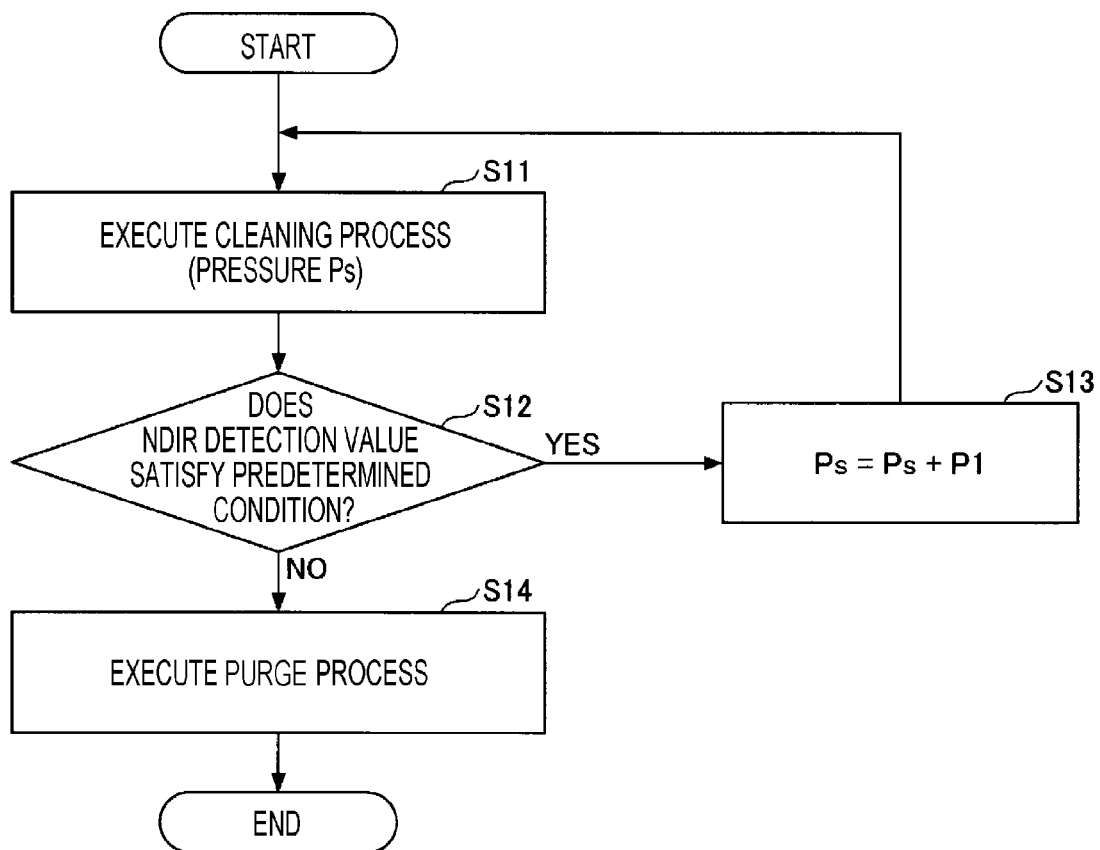 START
S11
EXECUTE CLEANING PROCESS
(PRESSURE Ps)
S12
DOES
NDIR DETECTION VALUE
SATISFY PREDETERMINED
CONDITION?
YES
S13
Ps = Ps + P1
NO
S14
EXECUTE PURGE PROCESS
END